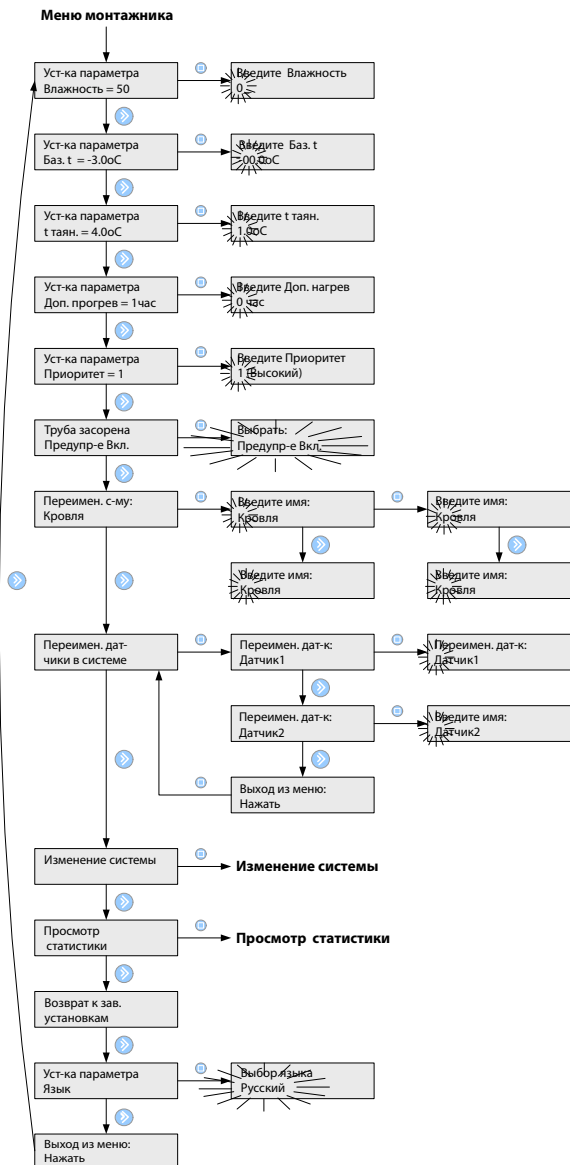 Меню монтажника
Уст-ка параметра
Влажность = 50
Введите Влажность
0
Уст-ка параметра
Баз. t = -3.0oC
Введите Баз. t
-00.0oC
Уст-ка параметра
t таян. = 4.0oC
Введите t таян.
1.0oC
Уст-ка параметра
Доп. прогрев = 1час
Введите Доп. нагрев
0 час
Уст-ка параметра
Приоритет = 1
Введите Приоритет
1 (Высокий)
Труба засорена
Предупр-е Вкл.
Выбрать:
Предупр-е Вкл.
Переимен. с-му:
Кровля
Введите имя:
Кровля
Введите имя:
Кровля
Введите имя:
Кровля
Введите имя:
Кровля
Переимен. дат-
чики в системе
Переимен. дат-к:
Датчик1
Переимен. дат-к:
Датчик1
Переимен. дат-к:
Датчик2
Введите имя:
Датчик2
Выход из меню:
Нажать
Изменение системы
Изменение системы
Просмотр
статистики
Просмотр статистики
Возврат к зав.
установкам
Уст-ка параметра
Язык
Выбор языка
Русский
Выход из меню:
Нажать